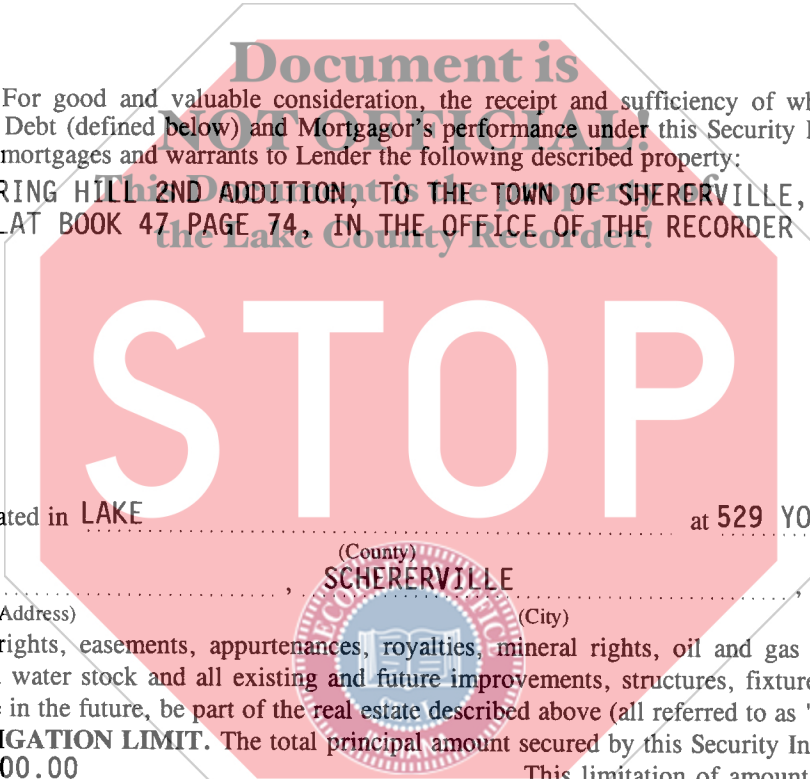 Document is
For good and valuable consideration, the receipt and sufficiency of
NOT OFFICIAL!
Debt (defined below) and Mortgagor's performance under this Security
mortgages and warrants to Lender the following described property:
This Document is the property of
RING HILL 2ND ADDITION, TO THE TOWN OF SHERERVILLE,
LAT BOOK 47 PAGE 74, IN THE OFFICE OF THE RECORDER
the Lake County Recorder!
STOP
ated in LAKE at 529 YO
(County)
, SCHERERVILLE ,
Address) (City)
rights, easements, appurtenances, royalties, mineral rights, oil and gas
water stock and all existing and future improvements, structures, fixture
in the future, be part of the real estate described above (all referred to as "
IGATION LIMIT. The total principal amount secured by this Security In
00.00 This limitation of amount